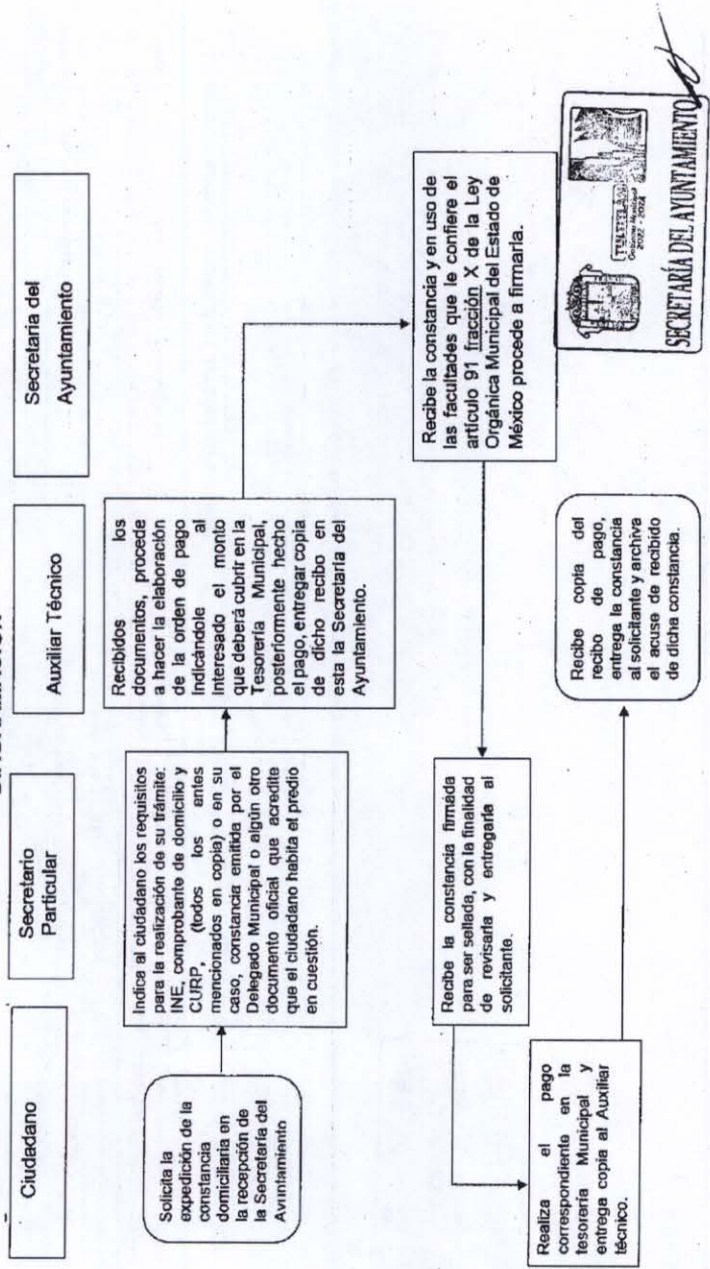 Ciudadano
Secretario
Particular
Auxiliar Técnico
Secretaria del
Ayuntamiento
Solicita la
expedición de la
constancia
domiciliaria en
la recepción de
la Secretaría del
Ayuntamiento
Indica al ciudadano los requisitos
para la realización de su trámite:
INE, comprobante de domicilio y
CURP, (todos los antes
mencionados en copia) o en su
caso, constancia emitida por el
Delegado Municipal o algún otro
documento oficial que acredite
que el ciudadano habita el predio
en cuestión.
Recibidos los
documentos, procede
a hacer la elaboración
de la orden de pago
Indicándole al
Interesado el monto
que deberá cubrir en la
Tesorería Municipal,
posteriormente hecho
el pago, entregar copia
de dicho recibo en
esta la Secretaría del
Ayuntamiento.
Recibe la constancia y en uso de
las facultades que le confiere el
artículo 91 fracción X de la Ley
Orgánica Municipal del Estado de
México procede a firmarla.
Recibe la constancia firmada
para ser sellada, con la finalidad
de revisarla y entregarla al
solicitante.
Realiza el pago
correspondiente en la
tesorería Municipal y
entrega copia al Auxiliar
técnico.
Recibe copia del
recibo de pago,
entrega la constancia
al solicitante y archiva
el acuse de recibido
de dicha constancia.
2022 - 2024
SECRETARÍA DEL AYUNTAMIENTO